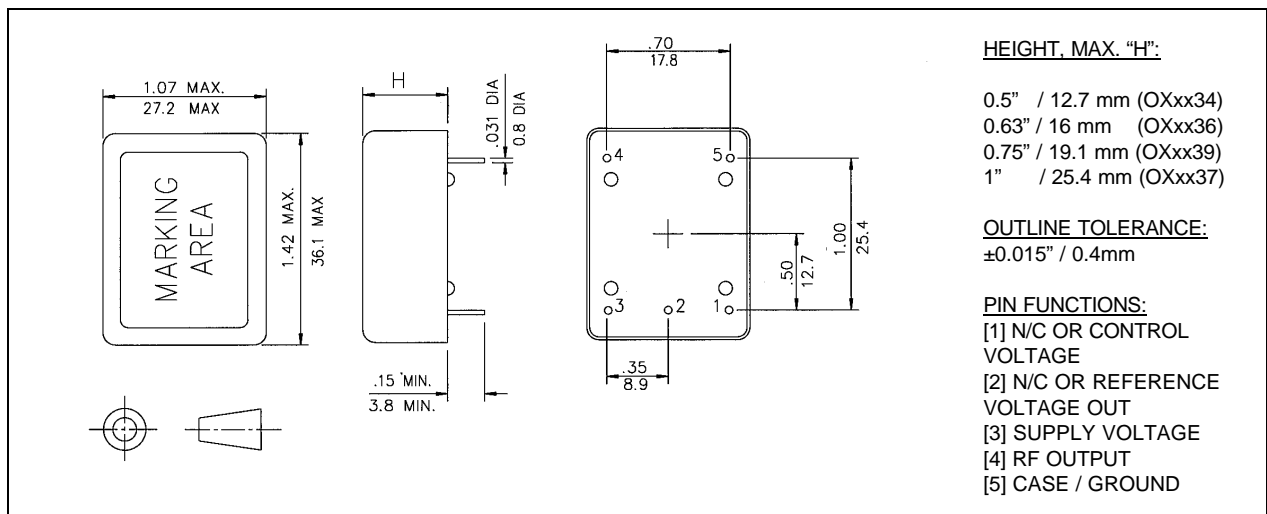 1.07 MAX.
27.2 MAX
MARKING
AREA
1.42 MAX.
36.1 MAX
H
.031 DIA
0.8 DIA
.15 MIN.
3.8 MIN.
.70
17.8
4
5
3
2
1
.50
12.7
1.00
25.4
.35
8.9
HEIGHT, MAX. “H”:
0.5” / 12.7 mm (OXxx34)
0.63” / 16 mm (OXxx36)
0.75” / 19.1 mm (OXxx39)
1” / 25.4 mm (OXxx37)
OUTLINE TOLERANCE:
±0.015” / 0.4mm
PIN FUNCTIONS:
[1] N/C OR CONTROL
VOLTAGE
[2] N/C OR REFERENCE
VOLTAGE OUT
[3] SUPPLY VOLTAGE
[4] RF OUTPUT
[5] CASE / GROUND